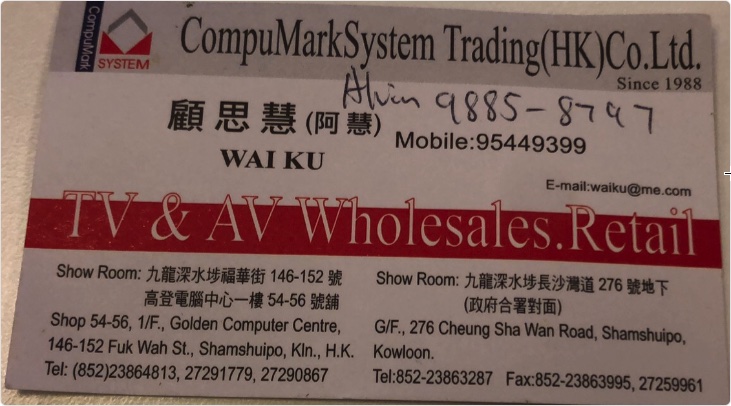 CompuMark
SYSTEM
CompuMarkSystem Trading(HK)Co.Ltd.
Since 1988
Alvin 9885-8797
顧思慧(阿慧)
Mobile:95449399
WAI KU
E-mail:waiku@me.com
TV & AV Wholesales.Retail
Show Room: 九龍深水埗福華街 146-152 號
高登電腦中心一樓 54-56 號舖
Shop 54-56, 1/F., Golden Computer Centre,
146-152 Fuk Wah St., Shamshuipo, Kln., H.K.
Tel: (852)23864813, 27291779, 27290867
Show Room: 九龍深水埗長沙灣道 276 號地下
(政府合署對面)
G/F., 276 Cheung Sha Wan Road, Shamshuipo,
Kowloon.
Tel:852-23863287 Fax:852-23863995, 27259961